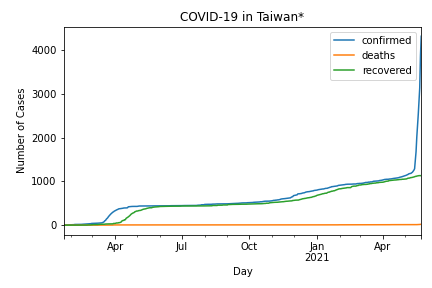 COVID-19 in Taiwan*
confirmed
deaths
recovered
Number of Cases
4000
3000
2000
1000
0
Apr Jul Oct Jan Apr
2021
Day